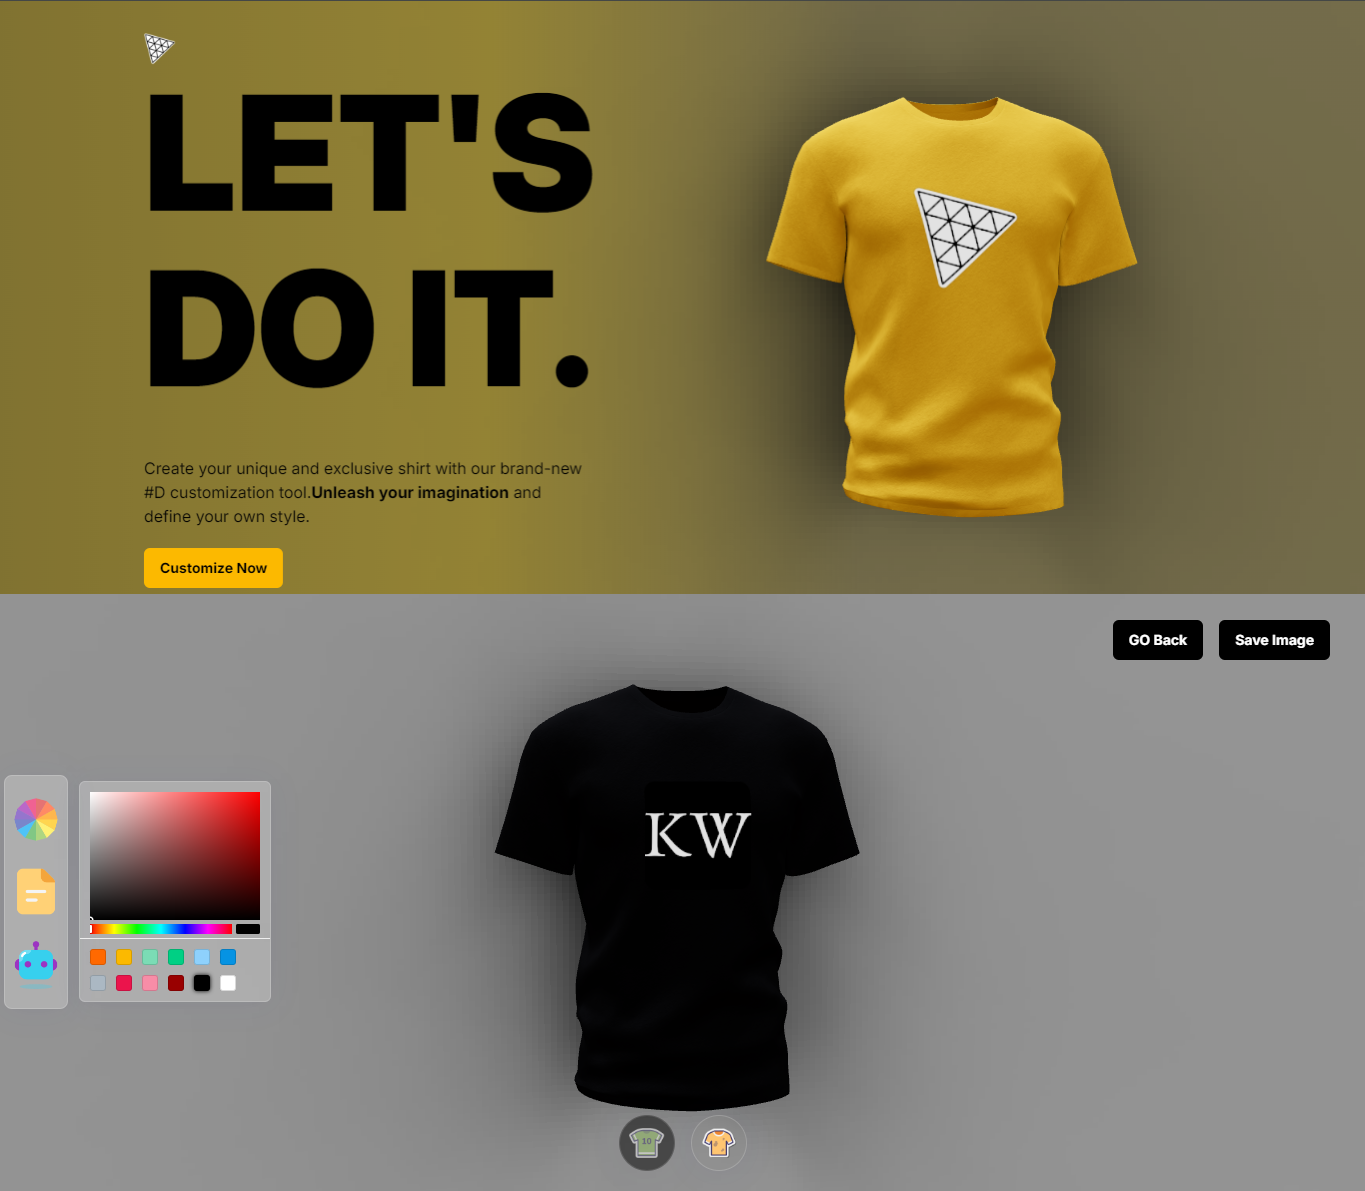 LET'S
DO IT.
Create your unique and exclusive shirt with our brand-new
#D customization tool.Unleash your imagination and
define your own style.
Customize Now
GO Back
Save Image
KW
10